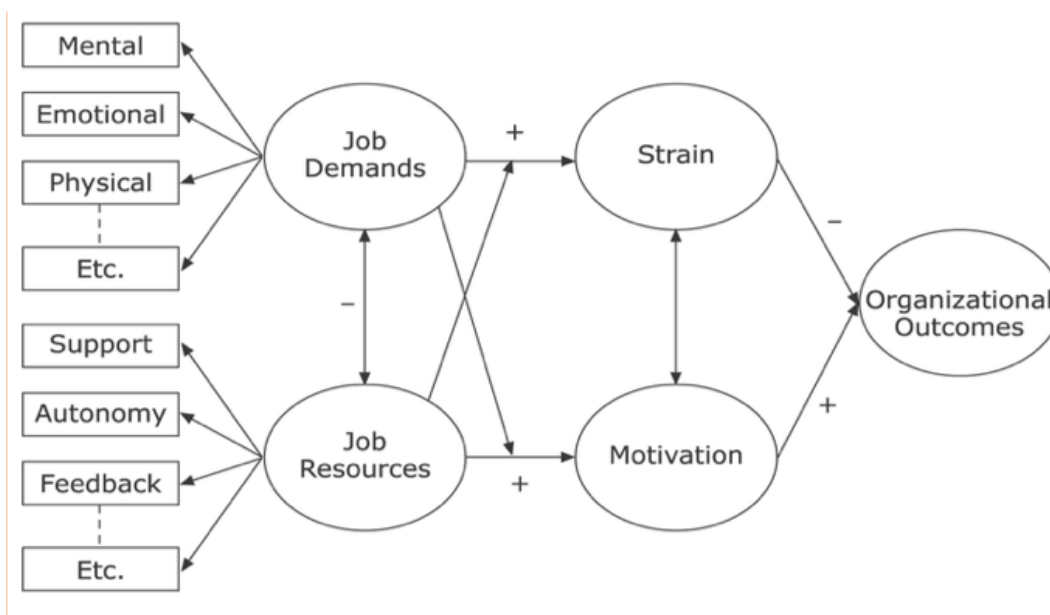 Mental
Emotional
Physical
Etc.
Support
Autonomy
Feedback
Etc.
Job
Demands
−
Job
Resources
+
+
Strain
Motivation
−
+
Organizational
Outcomes